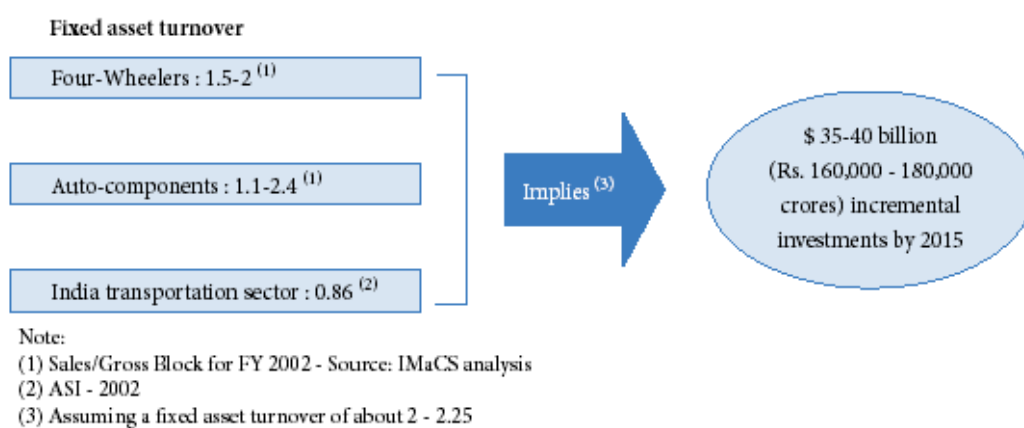 Fixed asset turnover
Four-Wheelers : 1.5-2 (1)
Auto-components : 1.1-2.4 (1)
India transportation sector : 0.86 (2)
Implies (3)
$ 35-40 billion
(Rs. 160,000 - 180,000
crores) incremental
investments by 2015
Note:
(1) Sales/Gross Block for FY 2002 - Source: IMaCS analysis
(2) ASI - 2002
(3) Assuming a fixed asset turnover of about 2 - 2.25